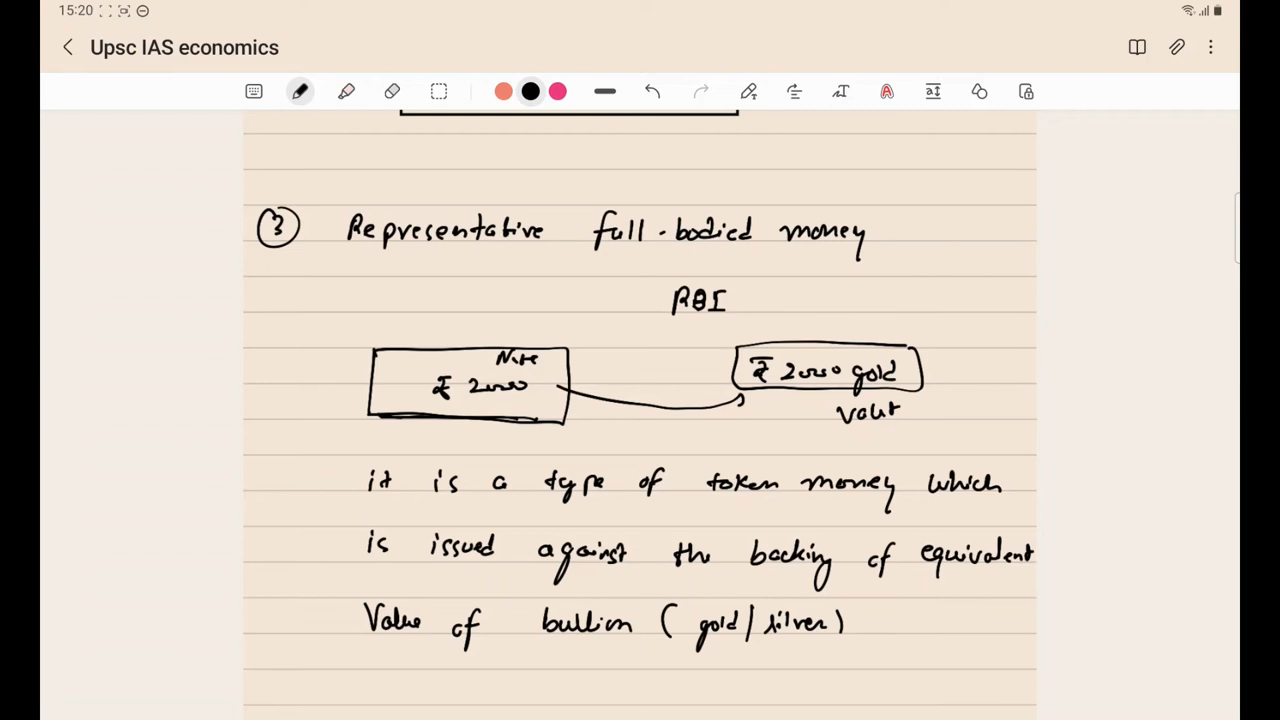 15:20
Upsc IAS economics
3 Representative full-bodied money
RBI
Note
₹ 2000
₹ 2000 gold
Valut
it is a type of token money which
is issued against the backing of equivalent
Value of bullion (gold/silver)